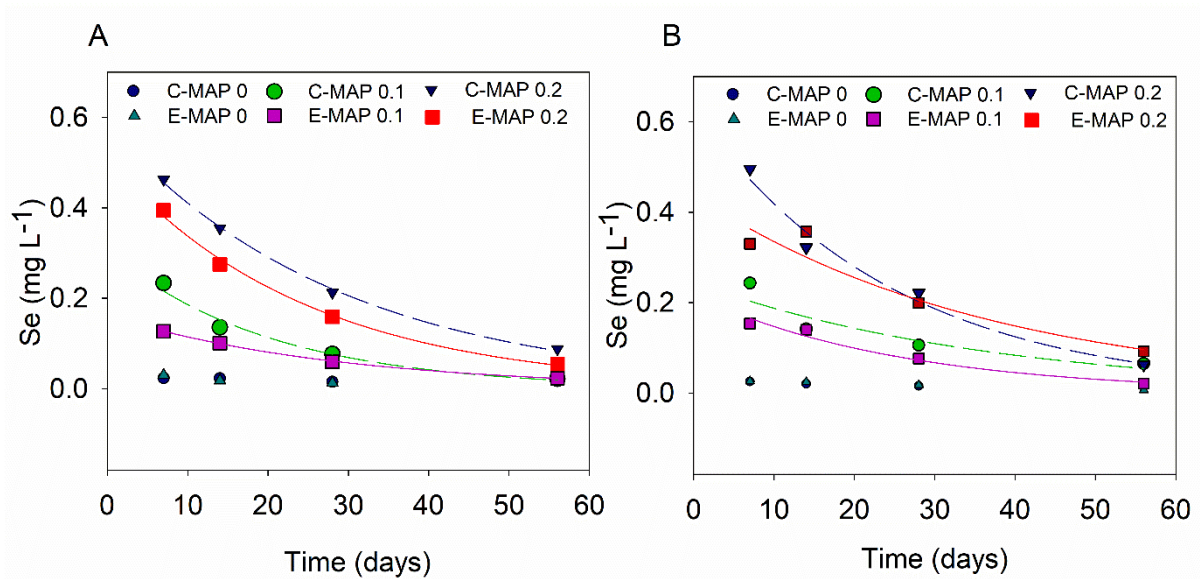 A
C-MAP 0 C-MAP 0.1 C-MAP 0.2
E-MAP 0 E-MAP 0.1 E-MAP 0.2
0.6
0.4
0.2
0.0
Se (mg L⁻¹)
0 10 20 30 40 50 60
Time (days)
B
C-MAP 0 C-MAP 0.1 C-MAP 0.2
E-MAP 0 E-MAP 0.1 E-MAP 0.2
0.6
0.4
0.2
0.0
Se (mg L⁻¹)
0 10 20 30 40 50 60
Time (days)